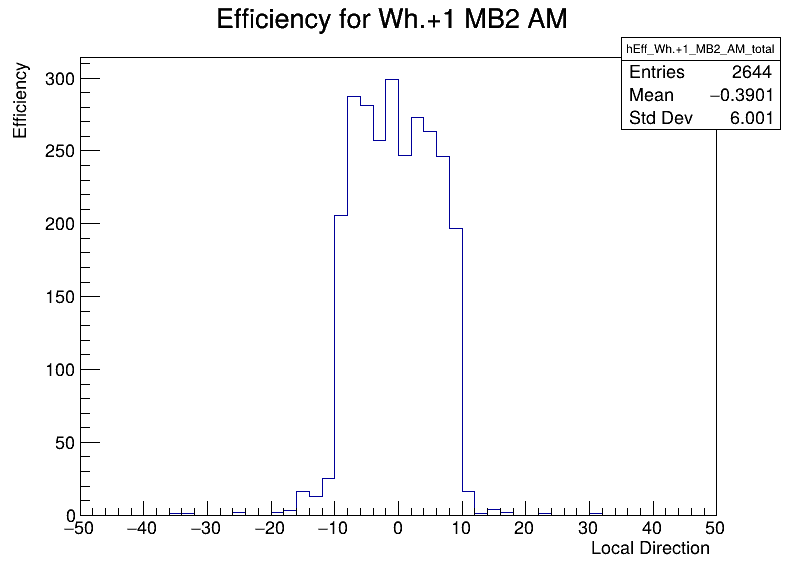 Efficiency for Wh.+1 MB2 AM
hEff_Wh.+1_MB2_AM_total
Entries 2644
Mean −0.3901
Std Dev 6.001
Efficiency
300
250
200
150
100
50
0
−50 −40 −30 −20 −10 0 10 20 30 40 50
Local Direction